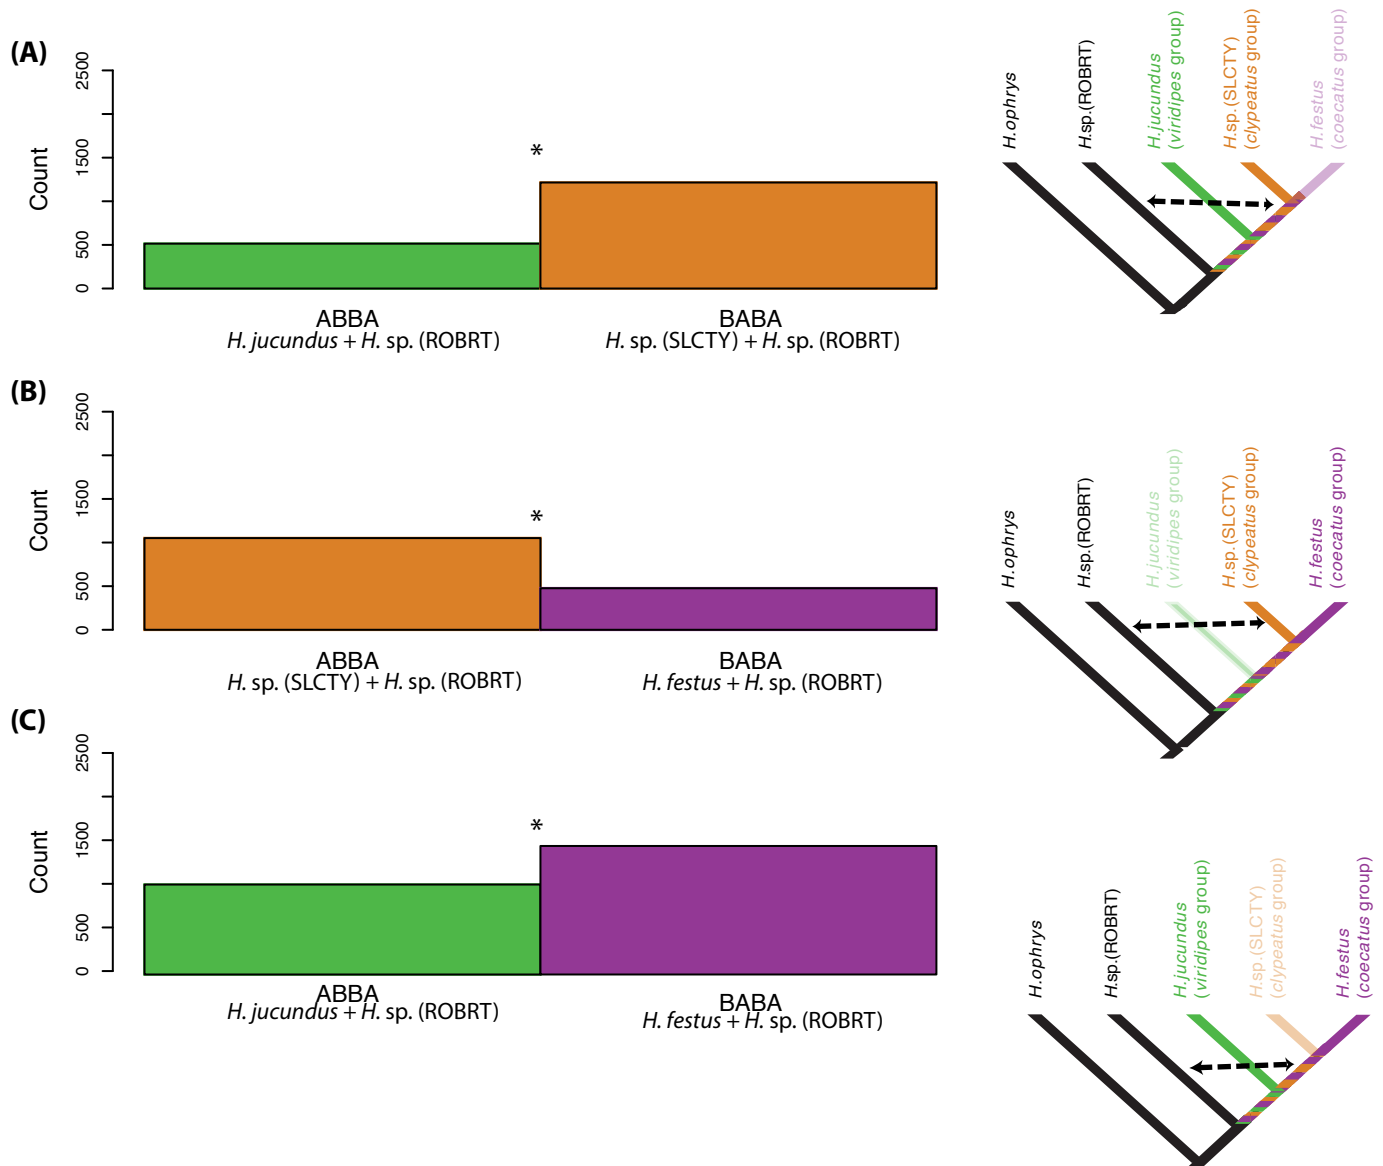 (A)
2500
1500
500
0
Count
*
ABBA
H. jucundus + H. sp. (ROBRT)
BABA
H. sp. (SLCTY) + H. sp. (ROBRT)
H.ophrys
H.sp.(ROBRT)
H.jucundus
(viridipes group)
H.sp.(SLCTY)
(clypeatus group)
H.festus
(coecatus group)
(B)
2500
1500
500
0
Count
*
ABBA
H. sp. (SLCTY) + H. sp. (ROBRT)
BABA
H. festus + H. sp. (ROBRT)
H.ophrys
H.sp.(ROBRT)
H.jucundus
(viridipes group)
H.sp.(SLCTY)
(clypeatus group)
H.festus
(coecatus group)
(C)
2500
1500
500
0
Count
*
ABBA
H. jucundus + H. sp. (ROBRT)
BABA
H. festus + H. sp. (ROBRT)
H.ophrys
H.sp.(ROBRT)
H.jucundus
(viridipes group)
H.sp.(SLCTY)
(clypeatus group)
H.festus
(coecatus group)